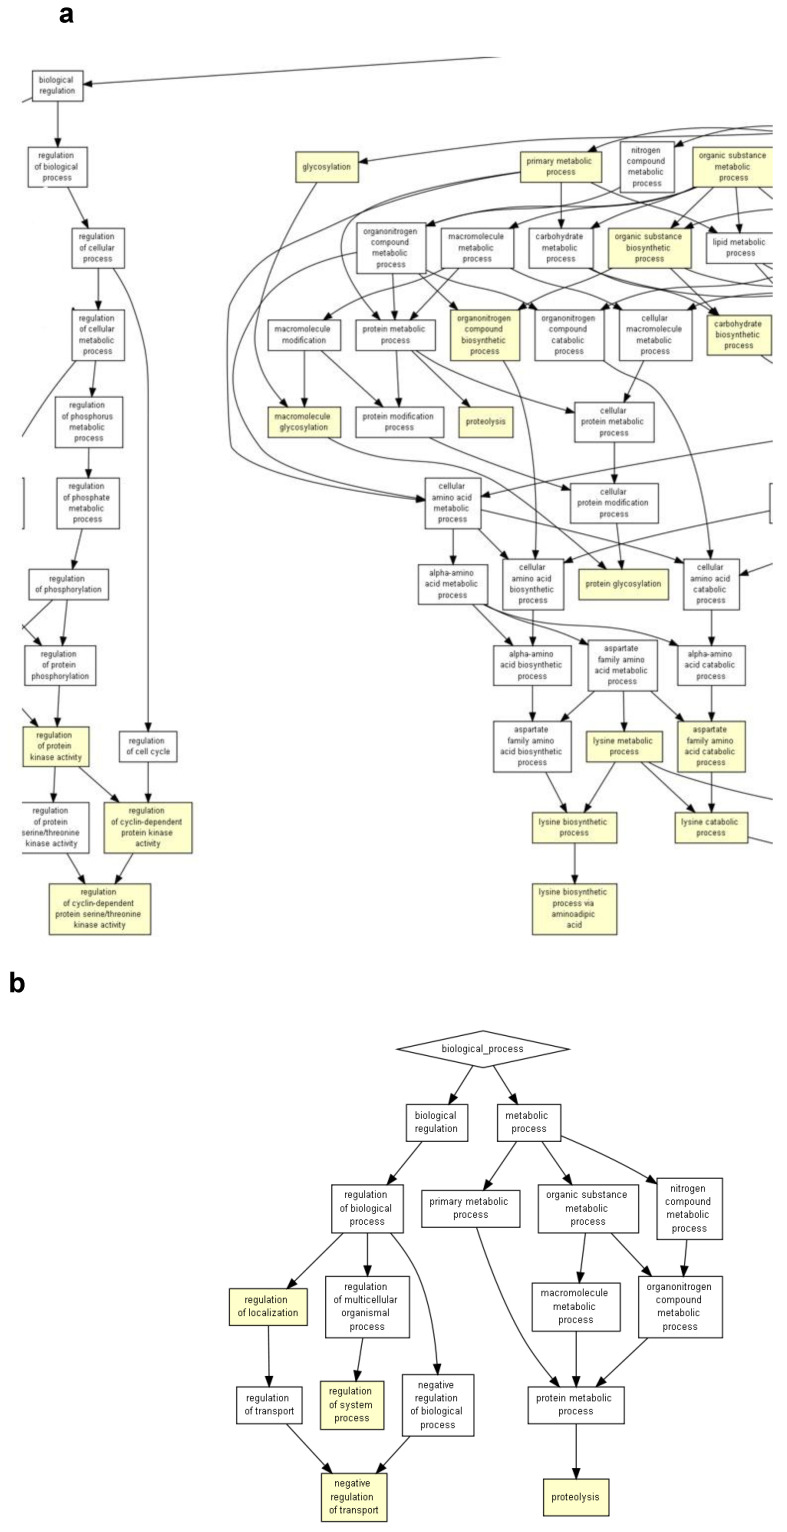 a
biological
regulation
regulation
of biological
process
glycosylation
primary metabolic
process
nitrogen
compound
metabolic
process
organic substance
metabolic
process
regulation
of cellular
process
organonitrogen
compound
metabolic
process
macromolecule
metabolic
process
carbohydrate
metabolic
process
organic substance
biosynthetic
process
lipid metabolic
process
regulation
of cellular
metabolic
process
macromolecule
modification
protein metabolic
process
organonitrogen
compound
biosynthetic
process
organonitrogen
compound
catabolic
process
cellular
macromolecule
metabolic
process
carbohydrate
biosynthetic
process
regulation
of phosphorus
metabolic
process
macromolecule
glycosylation
protein modification
process
proteolysis
cellular
protein metabolic
process
regulation
of phosphate
metabolic
process
cellular
amino acid
metabolic
process
cellular
protein modification
process
regulation
of phosphorylation
alpha-amino
acid metabolic
process
cellular
amino acid
biosynthetic
process
protein glycosylation
cellular
amino acid
catabolic
process
regulation
of protein
phosphorylation
alpha-amino
acid biosynthetic
process
aspartate
family amino
acid metabolic
process
alpha-amino
acid catabolic
process
regulation
of protein
kinase activity
regulation
of cell cycle
aspartate
family amino
acid biosynthetic
process
lysine metabolic
process
aspartate
family amino
acid catabolic
process
regulation
of protein
serine/threonine
kinase activity
regulation
of cyclin-dependent
protein kinase
activity
lysine biosynthetic
process
lysine catabolic
process
regulation
of cyclin-dependent
protein serine/threonine
kinase activity
lysine biosynthetic
process via
aminoadipic
acid
b
biological_process
biological
regulation
metabolic
process
regulation
of biological
process
primary metabolic
process
organic substance
metabolic
process
nitrogen
compound
metabolic
process
regulation
of localization
regulation
of multicellular
organismal
process
macromolecule
metabolic
process
organonitrogen
compound
metabolic
process
regulation
of transport
regulation
of system
process
negative
regulation
of biological
process
protein metabolic
process
negative
regulation
of transport
proteolysis